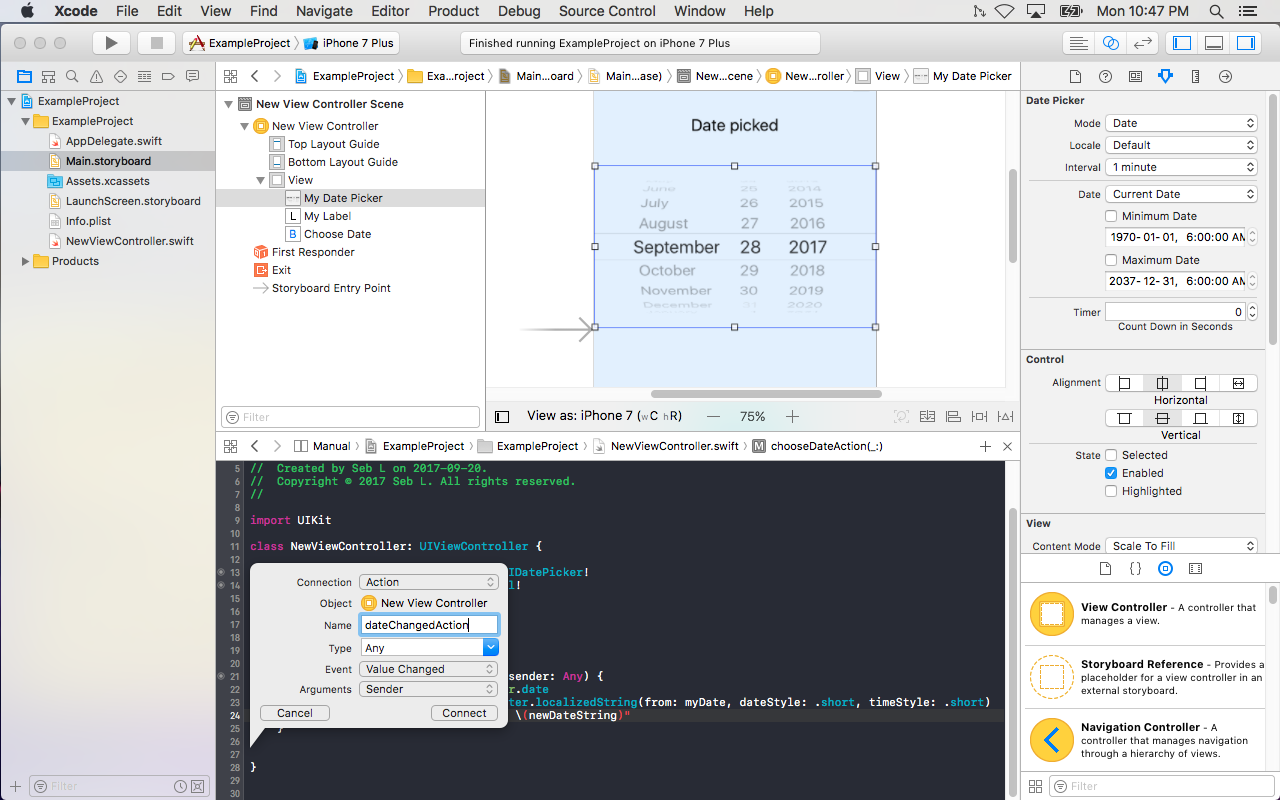 Xcode File Edit View Find Navigate Editor Product Debug Source Control Window Help Mon 10:47 PM
ExampleProject iPhone 7 Plus
Finished running ExampleProject on iPhone 7 Plus
ExampleProject
ExampleProject
AppDelegate.swift
Main.storyboard
Assets.xcassets
LaunchScreen.storyboard
Info.plist
NewViewController.swift
Products
Filter
ExampleProject Exa...roject Main...oard Main...ase) New...cene New...roller View My Date Picker
New View Controller Scene
New View Controller
Top Layout Guide
Bottom Layout Guide
View
My Date Picker
L My Label
B Choose Date
First Responder
Exit
Storyboard Entry Point
Filter
Date picked
June 25 2014
July 26 2015
August 27 2016
September 28 2017
October 29 2018
November 30 2019
December 31 2020
View as: iPhone 7 (wC hR) 75%
Manual ExampleProject ExampleProject NewViewController.swift M chooseDateAction(_:)
5 // Created by Seb L on 2017-09-20.
6 // Copyright © 2017 Seb L. All rights reserved.
7 //
8
9 import UIKit
10
11 class NewViewController: UIViewController {
12
13 IDatePicker!
14 l!
15
16
17
18
19
20
21 sender: Any) {
22 r.date
23 ter.localizedString(from: myDate, dateStyle: .short, timeStyle: .short)
24 \(newDateString)"
25 }
26
27
28 }
29
30
Connection Action
Object New View Controller
Name dateChangedAction
Type Any
Event Value Changed
Arguments Sender
Cancel Connect
Date Picker
Mode Date
Locale Default
Interval 1 minute
Date Current Date
Minimum Date
1970-01-01, 6:00:00 AM
Maximum Date
2037-12-31, 6:00:00 AM
Timer 0
Count Down in Seconds
Control
Alignment
Horizontal
Vertical
State Selected
Enabled
Highlighted
View
Content Mode Scale To Fill
{ }
View Controller - A controller that
manages a view.
Storyboard Reference - Provides a
placeholder for a view controller in an
external storyboard.
Navigation Controller - A
controller that manages navigation
through a hierarchy of views.
Filter